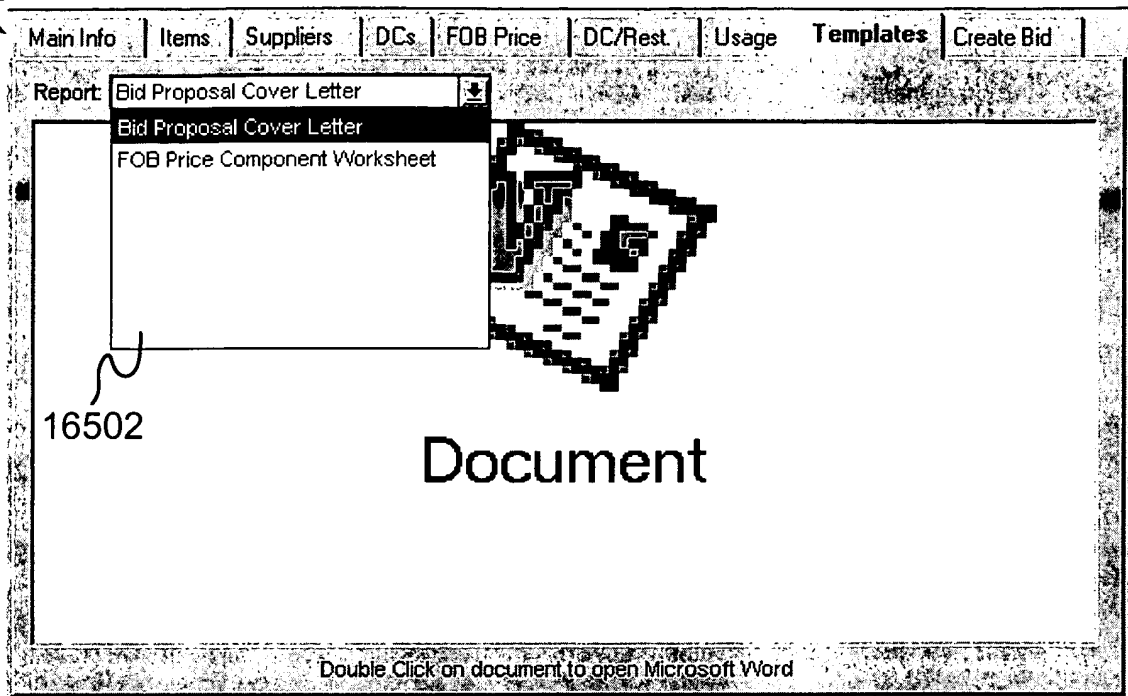 Main Info Items Suppliers DCs FOB Price DC/Rest. Usage Templates Create Bid
Report: Bid Proposal Cover Letter
Bid Proposal Cover Letter
FOB Price Component Worksheet
16502
Document
Double Click on document to open Microsoft Word